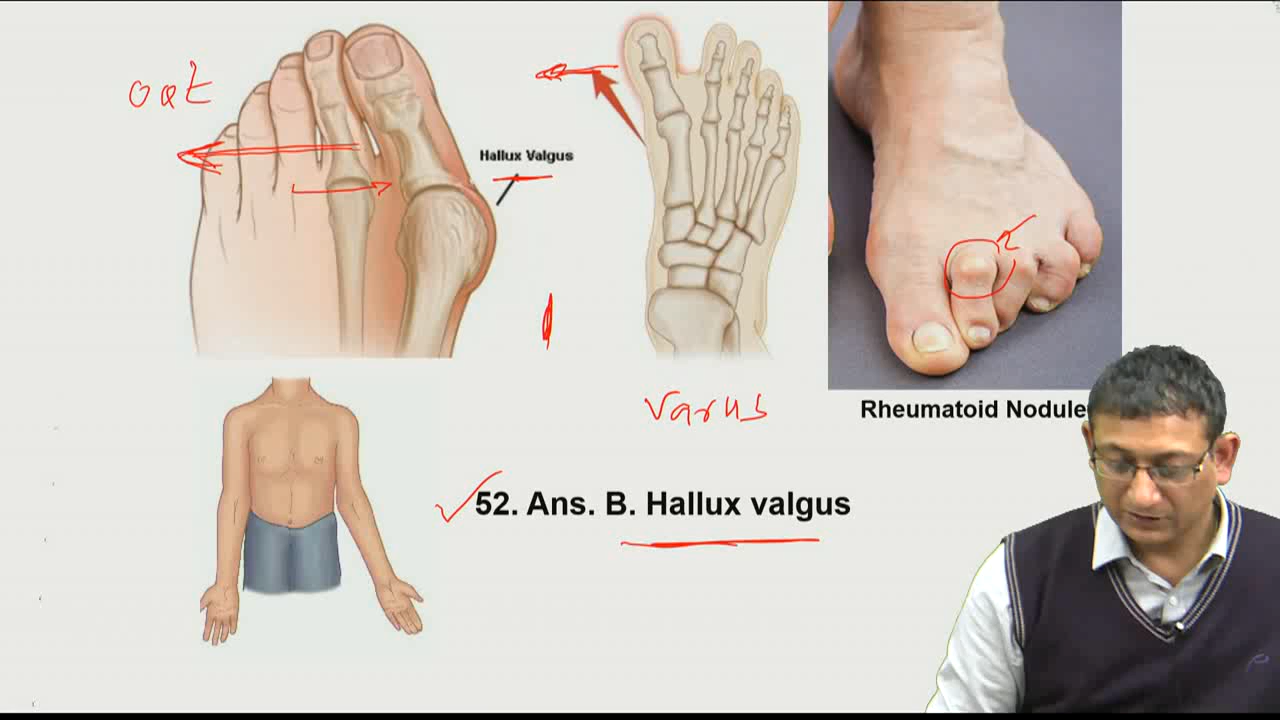 out
Hallux Valgus
varus
Rheumatoid Nodule
52. Ans. B. Hallux valgus